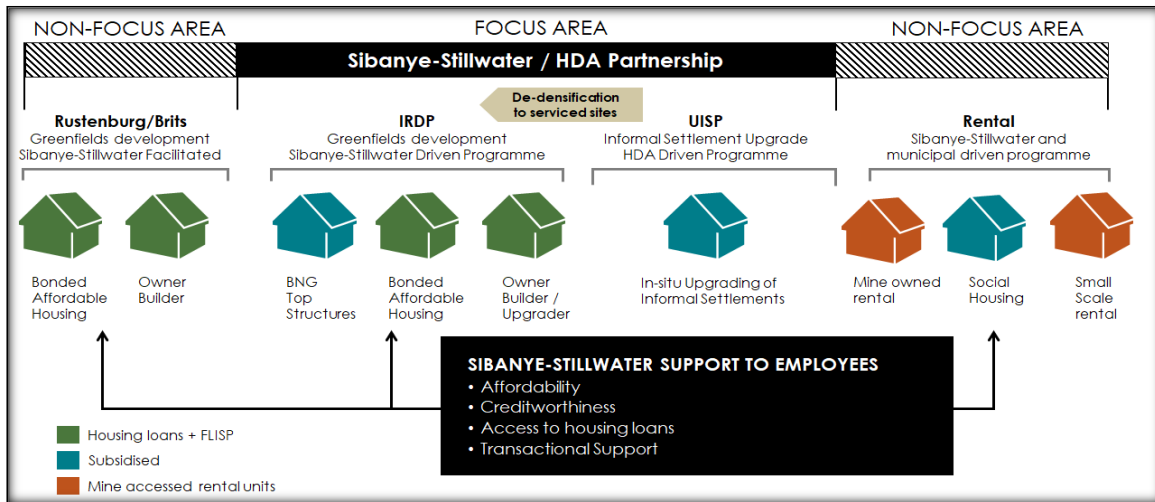 NON-FOCUS AREA
FOCUS AREA
NON-FOCUS AREA
Sibanye-Stillwater / HDA Partnership
De-densification
to serviced sites
Rustenburg/Brits
Greenfields development
Sibanye-Stillwater Facilitated
IRDP
Greenfields development
Sibanye-Stillwater Driven Programme
UISP
Informal Settlement Upgrade
HDA Driven Programme
Rental
Sibanye-Stillwater and
municipal driven programme
Bonded
Affordable
Housing
Owner
Builder
BNG
Top
Structures
Bonded
Affordable
Housing
Owner
Builder /
Upgrader
In-situ Upgrading of
Informal Settlements
Mine owned
rental
Social
Housing
Small
Scale
rental
SIBANYE-STILLWATER SUPPORT TO EMPLOYEES
• Affordability
• Creditworthiness
• Access to housing loans
• Transactional Support
Housing loans + FLISP
Subsidised
Mine accessed rental units